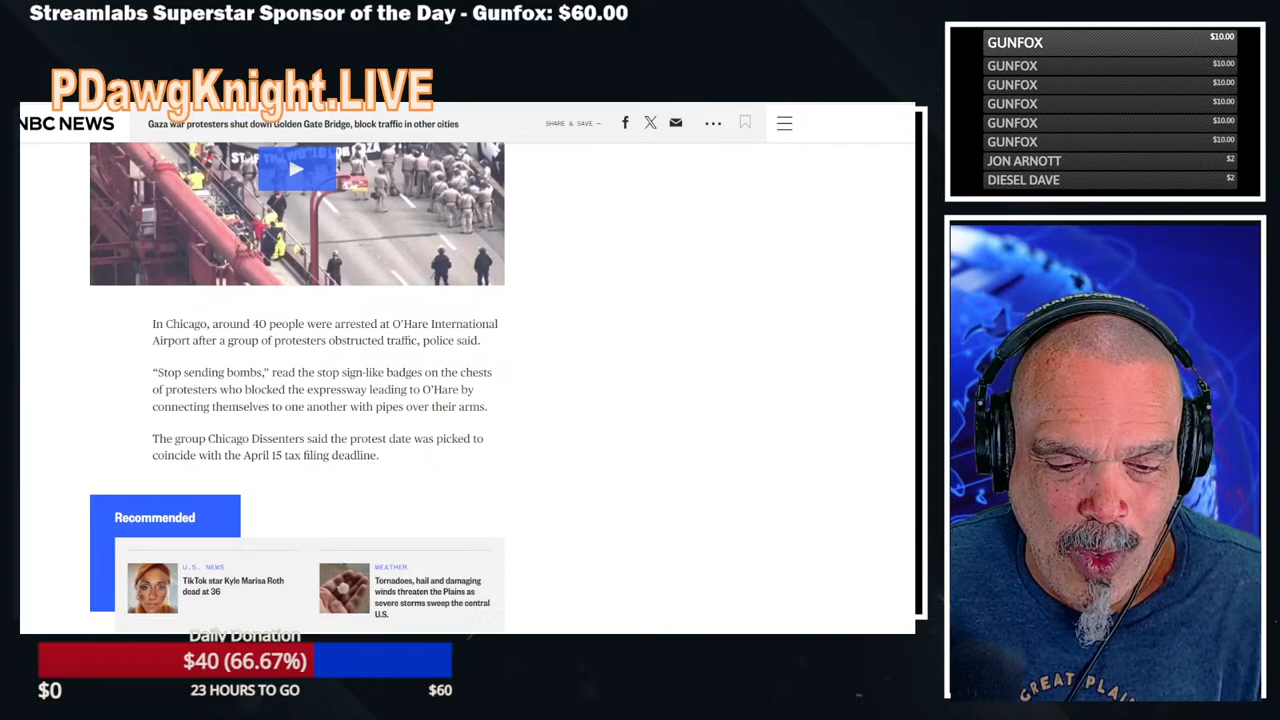 Streamlabs Superstar Sponsor of the Day - Gunfox: $60.00
PDawgKnight.LIVE
NBC NEWS
Gaza war protesters shut down Golden Gate Bridge, block traffic in other cities
SHARE & SAVE —
STOP THE WORLD FOR GAZA
In Chicago, around 40 people were arrested at O'Hare International
Airport after a group of protesters obstructed traffic, police said.
“Stop sending bombs,” read the stop sign-like badges on the chests
of protesters who blocked the expressway leading to O'Hare by
connecting themselves to one another with pipes over their arms.
The group Chicago Dissenters said the protest date was picked to
coincide with the April 15 tax filing deadline.
Recommended
U.S. NEWS
TikTok star Kyle Marisa Roth
dead at 36
WEATHER
Tornadoes, hail and damaging
winds threaten the Plains as
severe storms sweep the central
U.S.
Daily Donation
$40 (66.67%)
$0
23 HOURS TO GO
$60
GUNFOX $10.00
GUNFOX $10.00
GUNFOX $10.00
GUNFOX $10.00
GUNFOX $10.00
GUNFOX $10.00
JON ARNOTT $2
DIESEL DAVE $2
GREAT PLAIN